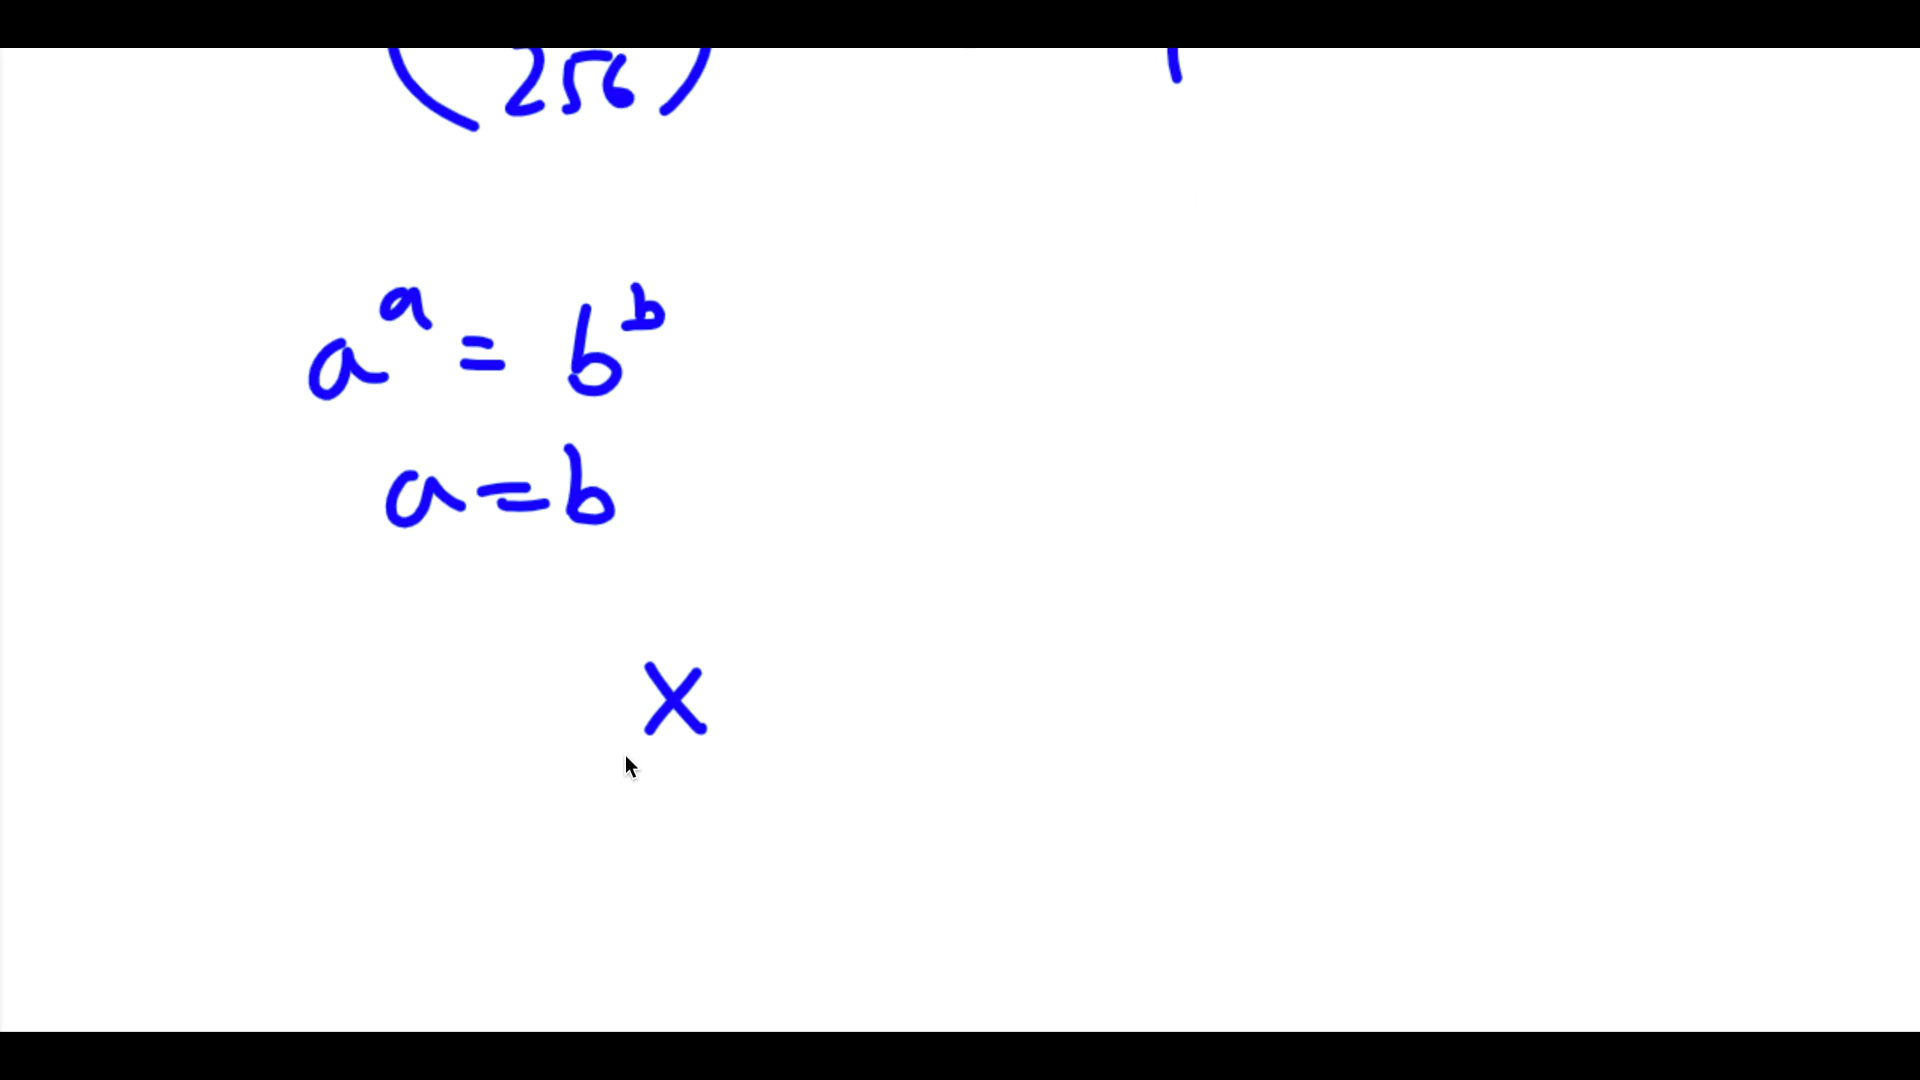 (256)
a^a = b^b
a=b
x